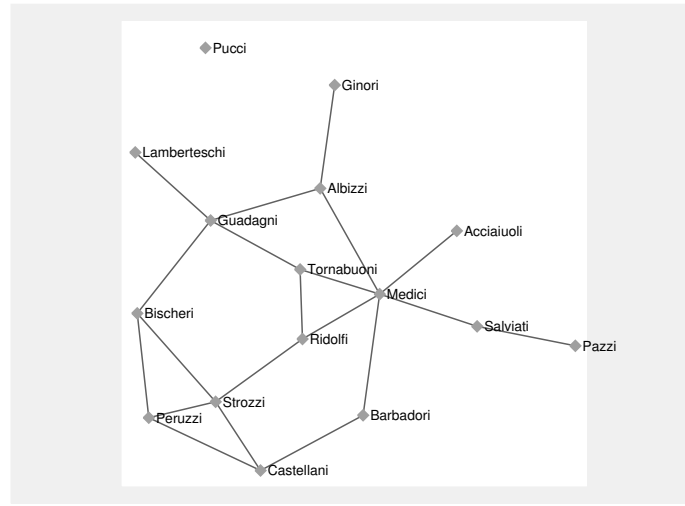 Pucci
Ginori
Lamberteschi
Albizzi
Guadagni
Acciaiuoli
Tornabuoni
Medici
Bischeri
Salviati
Ridolfi
Pazzi
Strozzi
Peruzzi
Barbadori
Castellani